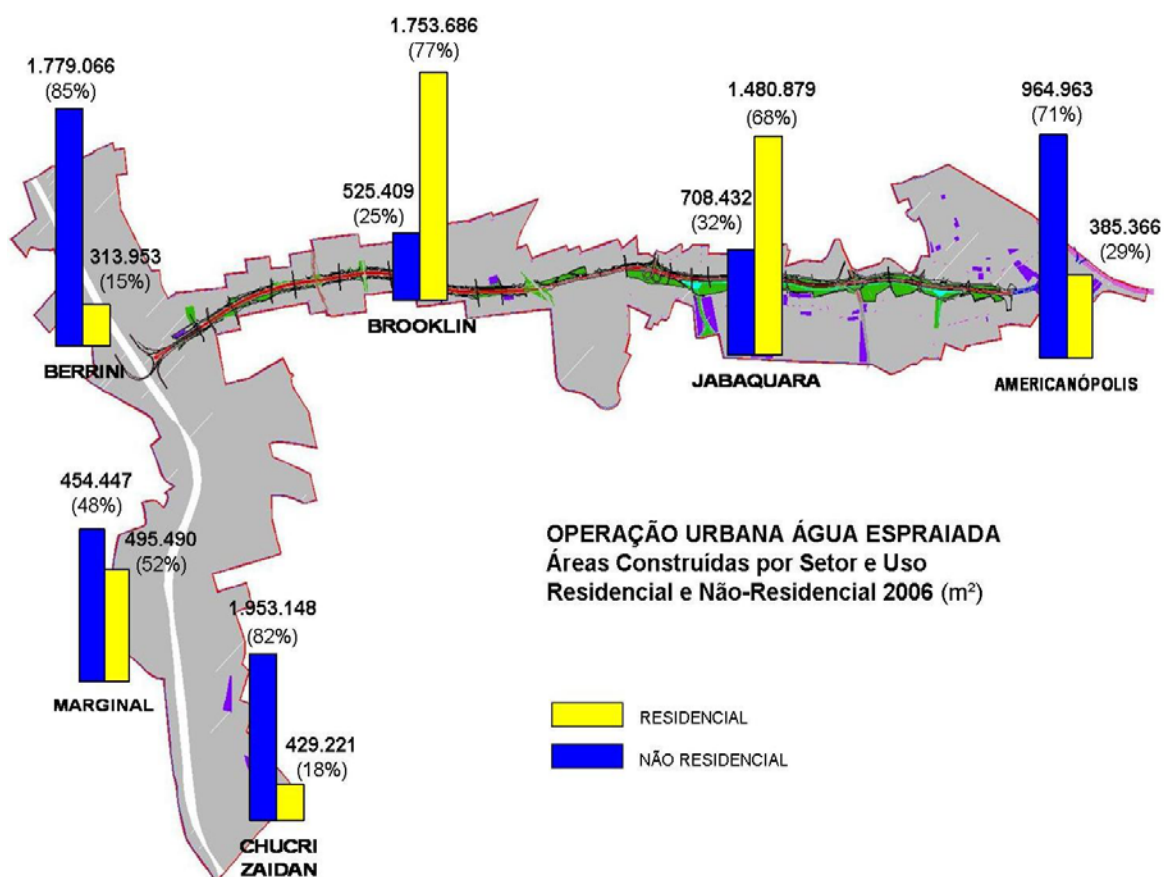 1.779.066
(85%)
313.953
(15%)
BERRINI
1.753.686
(77%)
525.409
(25%)
BROOKLIN
1.480.879
(68%)
708.432
(32%)
JABAQUARA
964.963
(71%)
385.366
(29%)
AMERICANÓPOLIS
454.447
(48%)
495.490
(52%)
MARGINAL
1.953.148
(82%)
429.221
(18%)
CHUCRI
ZAIDAN
OPERAÇÃO URBANA ÁGUA ESPRAIADA
Áreas Construídas por Setor e Uso
Residencial e Não-Residencial 2006 (m²)
RESIDENCIAL
NÃO RESIDENCIAL